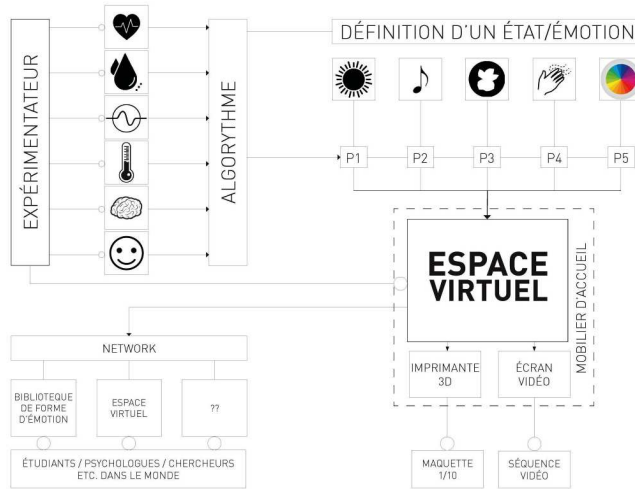 EXPÉRIMENTATEUR
ALGORYTHME
DÉFINITION D'UN ÉTAT/ÉMOTION
P1
P2
P3
P4
P5
ESPACE
VIRTUEL
MOBILIER D'ACCUEIL
NETWORK
IMPRIMANTE
3D
ÉCRAN
VIDÉO
BIBLIOTEQUE
DE FORME
D'ÉMOTION
ESPACE
VIRTUEL
??
ÉTUDIANTS / PSYCHOLOGUES / CHERCHEURS
ETC. DANS LE MONDE
MAQUETTE
1/10
SÉQUENCE
VIDÉO